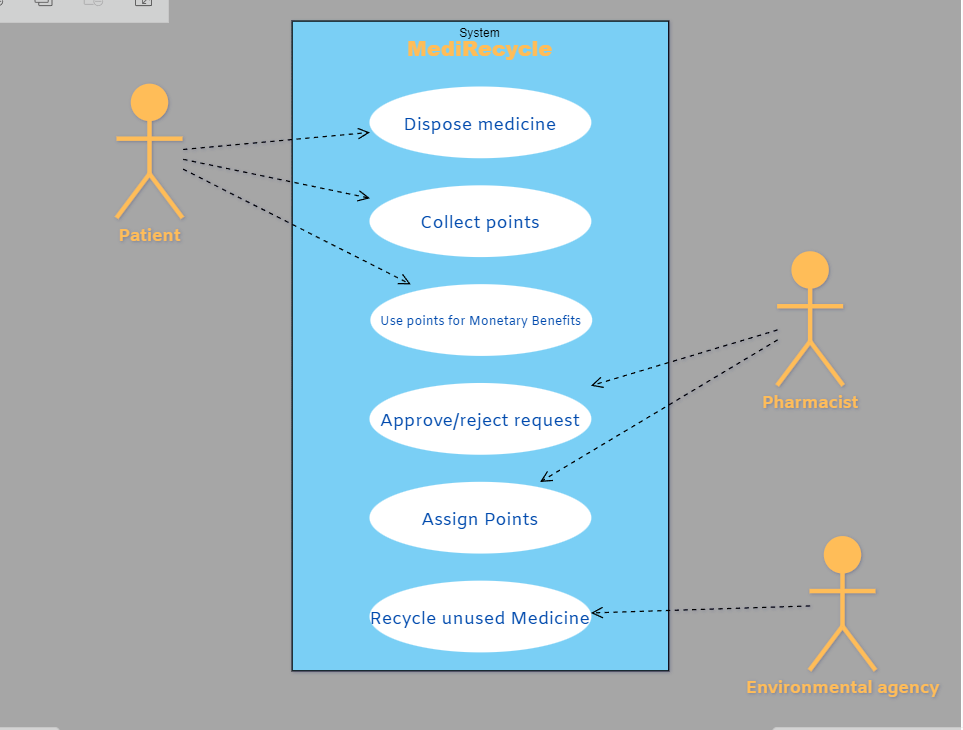 System
MediRecycle
Dispose medicine
Patient
Collect points
Use points for Monetary Benefits
Pharmacist
Approve/reject request
Assign Points
Recycle unused Medicine
Environmental agency